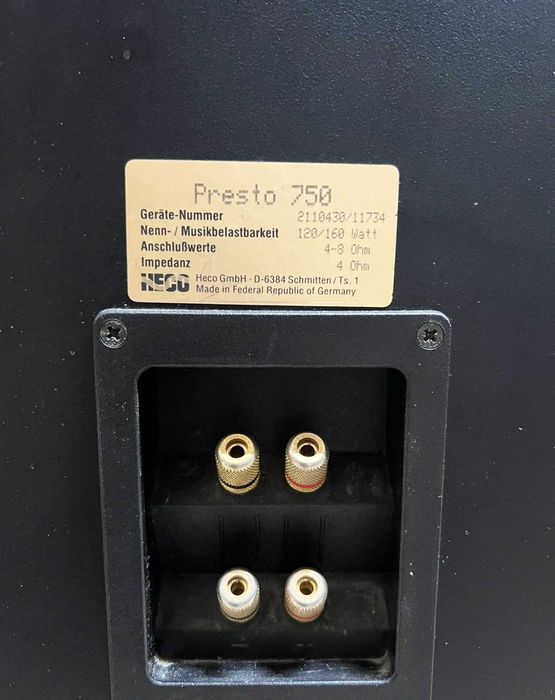 Presto 750
Geräte-Nummer 2110430/11734
Nenn- / Musikbelastbarkeit 120/160 Watt
Anschlußwerte 4-8 Ohm
Impedanz 4 Ohm
HECO Heco GmbH · D-6384 Schmitten / Ts. 1
Made in Federal Republic of Germany